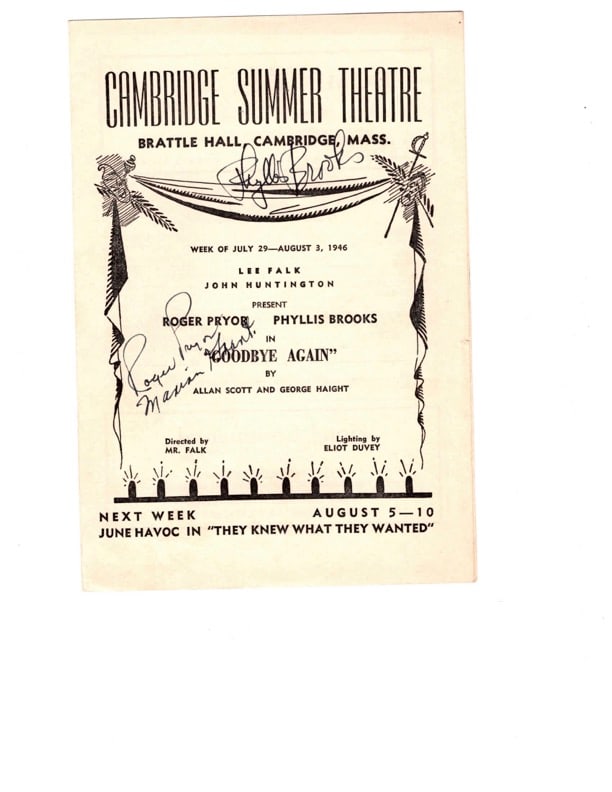 CAMBRIDGE SUMMER THEATRE
BRATTLE HALL, CAMBRIDGE, MASS.
Phyllis Brooks
WEEK OF JULY 29—AUGUST 3, 1946
LEE FALK
JOHN HUNTINGTON
PRESENT
ROGER PRYOR PHYLLIS BROOKS
IN
"GOODBYE AGAIN"
BY
ALLAN SCOTT AND GEORGE HAIGHT
Roger Pryor
Marian Grant
Directed by
MR. FALK
Lighting by
ELIOT DUVEY
NEXT WEEK AUGUST 5—10
JUNE HAVOC IN "THEY KNEW WHAT THEY WANTED"